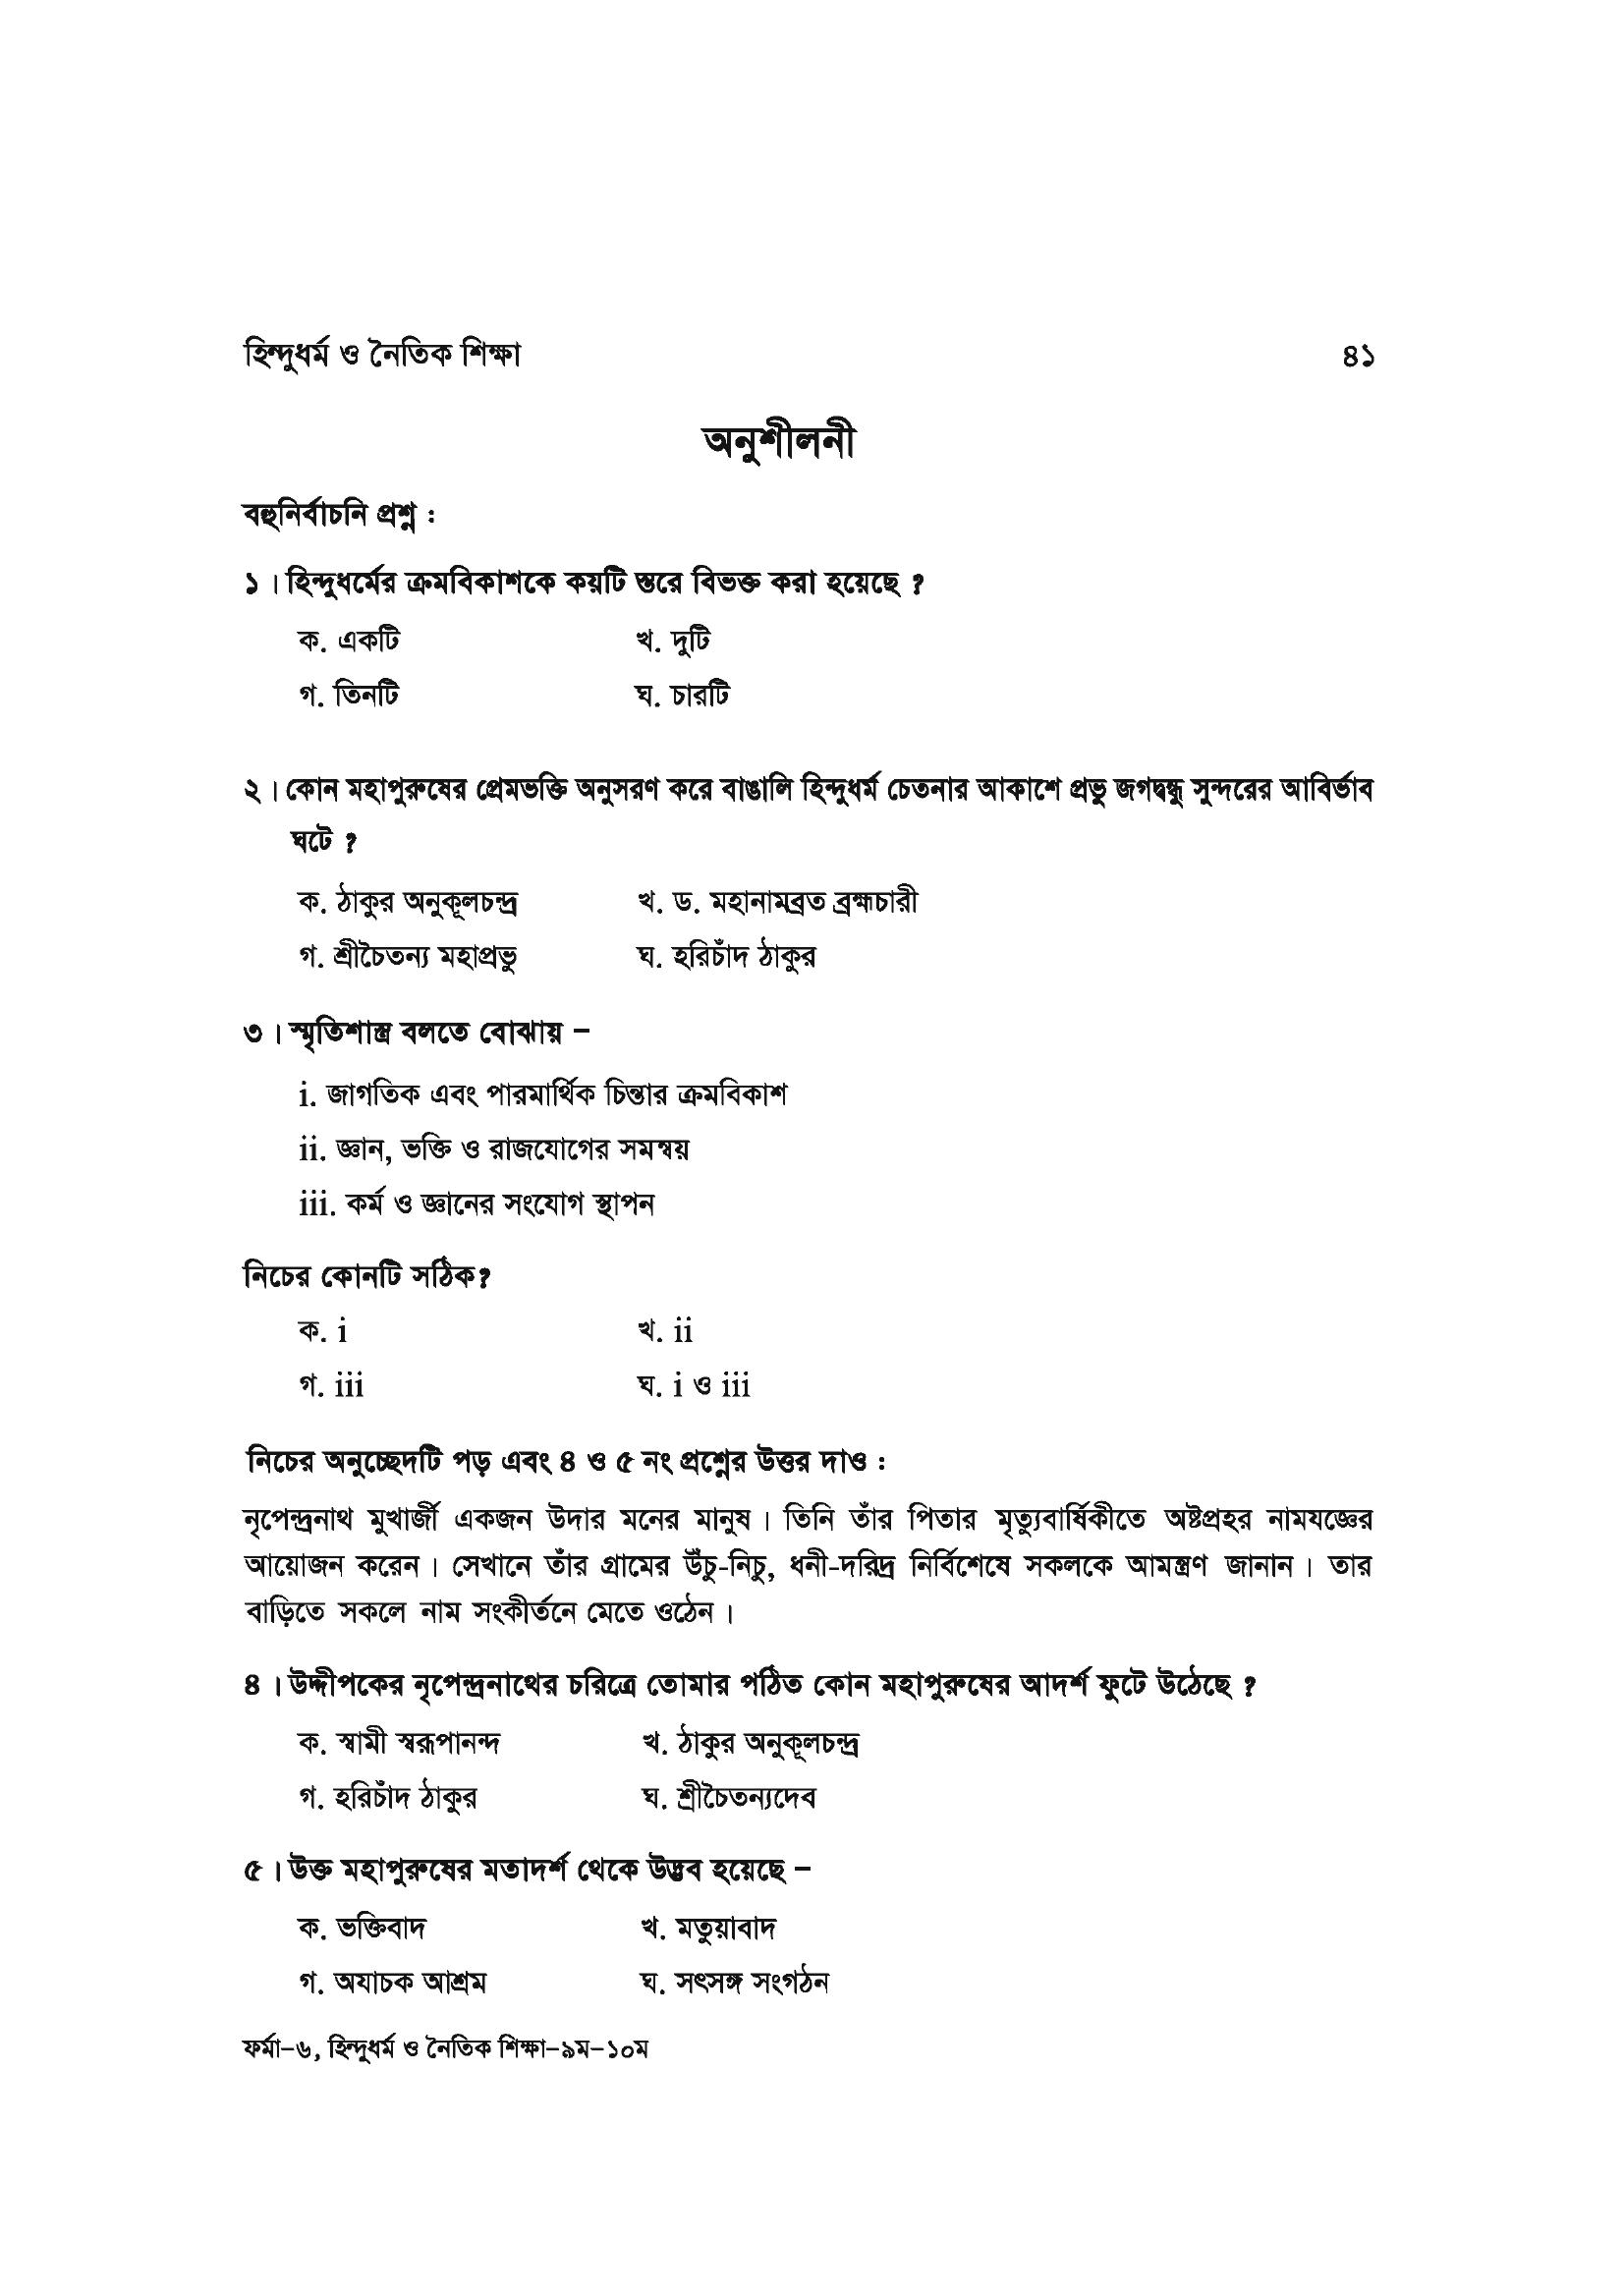 হিন্দুধর্ম ও নৈতিক শিক্ষা ৪১
অনুশীলনী
বহুনির্বাচনি প্রশ্ন :
১। হিন্দুধর্মের ক্রমবিকাশকে কয়টি স্তরে বিভক্ত করা হয়েছে ?
ক. একটি খ. দুটি
গ. তিনটি ঘ. চারটি
২। কোন মহাপুরুষের প্রেমভক্তি অনুসরণ করে বাঙালি হিন্দুধর্ম চেতনার আকাশে প্রভু জগদ্বন্ধু সুন্দরের আবির্ভাব
ঘটে ?
ক. ঠাকুর অনুকূলচন্দ্র খ. ড. মহানামব্রত ব্রহ্মচারী
গ. শ্রীচৈতন্য মহাপ্রভু ঘ. হরিচাঁদ ঠাকুর
৩। স্মৃতিশাস্ত্র বলতে বোঝায় –
i. জাগতিক এবং পারমার্থিক চিন্তার ক্রমবিকাশ
ii. জ্ঞান, ভক্তি ও রাজযোগের সমন্বয়
iii. কর্ম ও জ্ঞানের সংযোগ স্থাপন
নিচের কোনটি সঠিক?
ক. i খ. ii
গ. iii ঘ. i ও iii
নিচের অনুচ্ছেদটি পড় এবং ৪ ও ৫ নং প্রশ্নের উত্তর দাও :
নৃপেন্দ্রনাথ মুখার্জী একজন উদার মনের মানুষ। তিনি তাঁর পিতার মৃত্যুবার্ষিকীতে অষ্টপ্রহর নামযজ্ঞের
আয়োজন করেন। সেখানে তাঁর গ্রামের উঁচু-নিচু, ধনী-দরিদ্র নির্বিশেষে সকলকে আমন্ত্রণ জানান। তার
বাড়িতে সকলে নাম সংকীর্তনে মেতে ওঠেন।
৪। উদ্দীপকের নৃপেন্দ্রনাথের চরিত্রে তোমার পঠিত কোন মহাপুরুষের আদর্শ ফুটে উঠেছে ?
ক. স্বামী স্বরূপানন্দ খ. ঠাকুর অনুকূলচন্দ্র
গ. হরিচাঁদ ঠাকুর ঘ. শ্রীচৈতন্যদেব
৫। উক্ত মহাপুরুষের মতাদর্শ থেকে উদ্ভব হয়েছে –
ক. ভক্তিবাদ খ. মতুয়াবাদ
গ. অযাচক আশ্রম ঘ. সৎসঙ্গ সংগঠন
ফর্মা–৬, হিন্দুধর্ম ও নৈতিক শিক্ষা–৯ম–১০ম